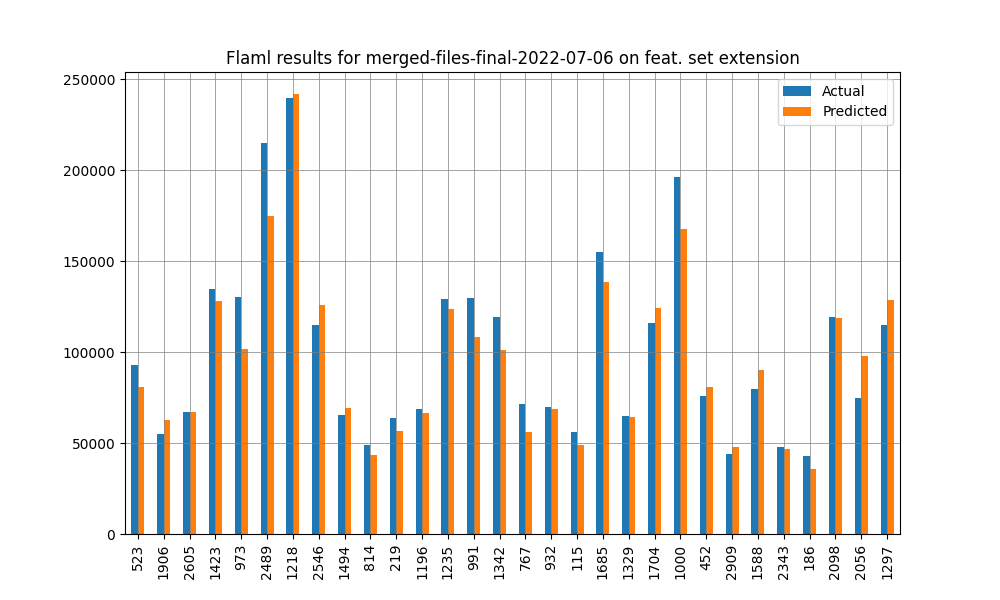 Flaml results for merged-files-final-2022-07-06 on feat. set extension
250000
200000
150000
100000
50000
0
Actual
Predicted
523 1906 2605 1423 973 2489 1218 2546 1494 814 219 1196 1235 991 1342 767 932 115 1685 1329 1704 1000 452 2909 1588 2343 186 2098 2056 1297